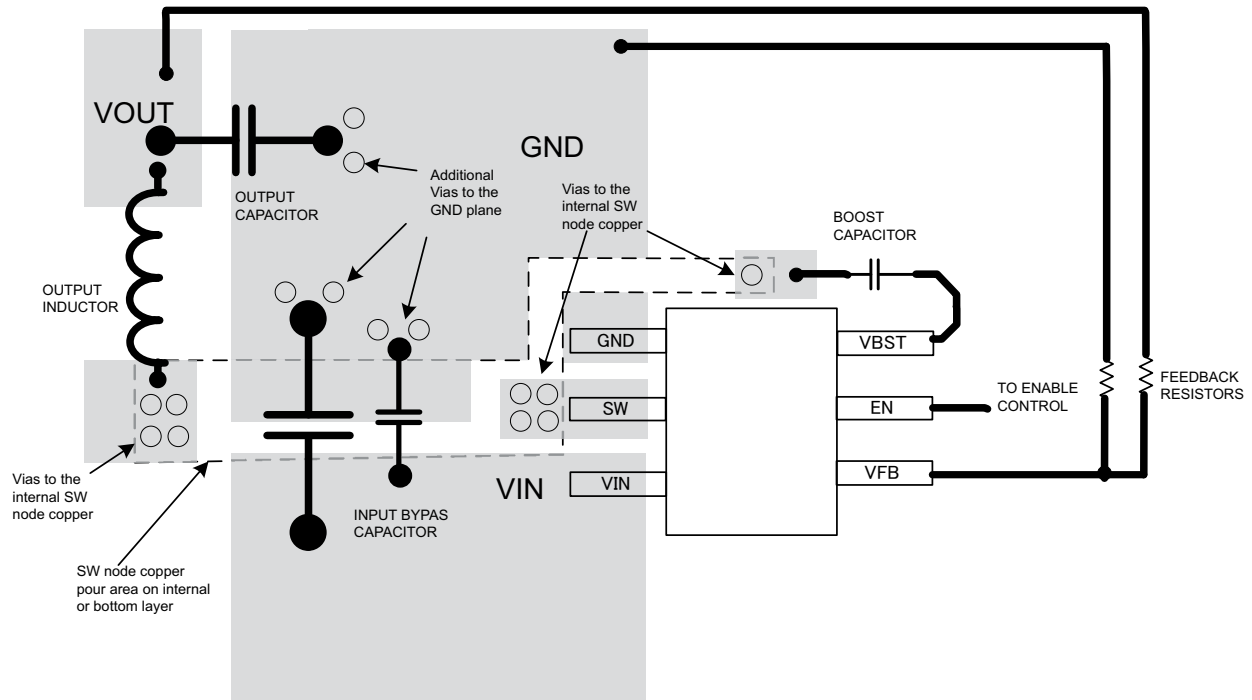 VOUT
GND
OUTPUT
CAPACITOR
Additional
Vias to the
GND plane
Vias to the
internal SW
node copper
BOOST
CAPACITOR
OUTPUT
INDUCTOR
GND
VBST
SW
EN
TO ENABLE
CONTROL
FEEDBACK
RESISTORS
VIN
VIN
VFB
Vias to the
internal SW
node copper
INPUT BYPAS
CAPACITOR
SW node copper
pour area on internal
or bottom layer